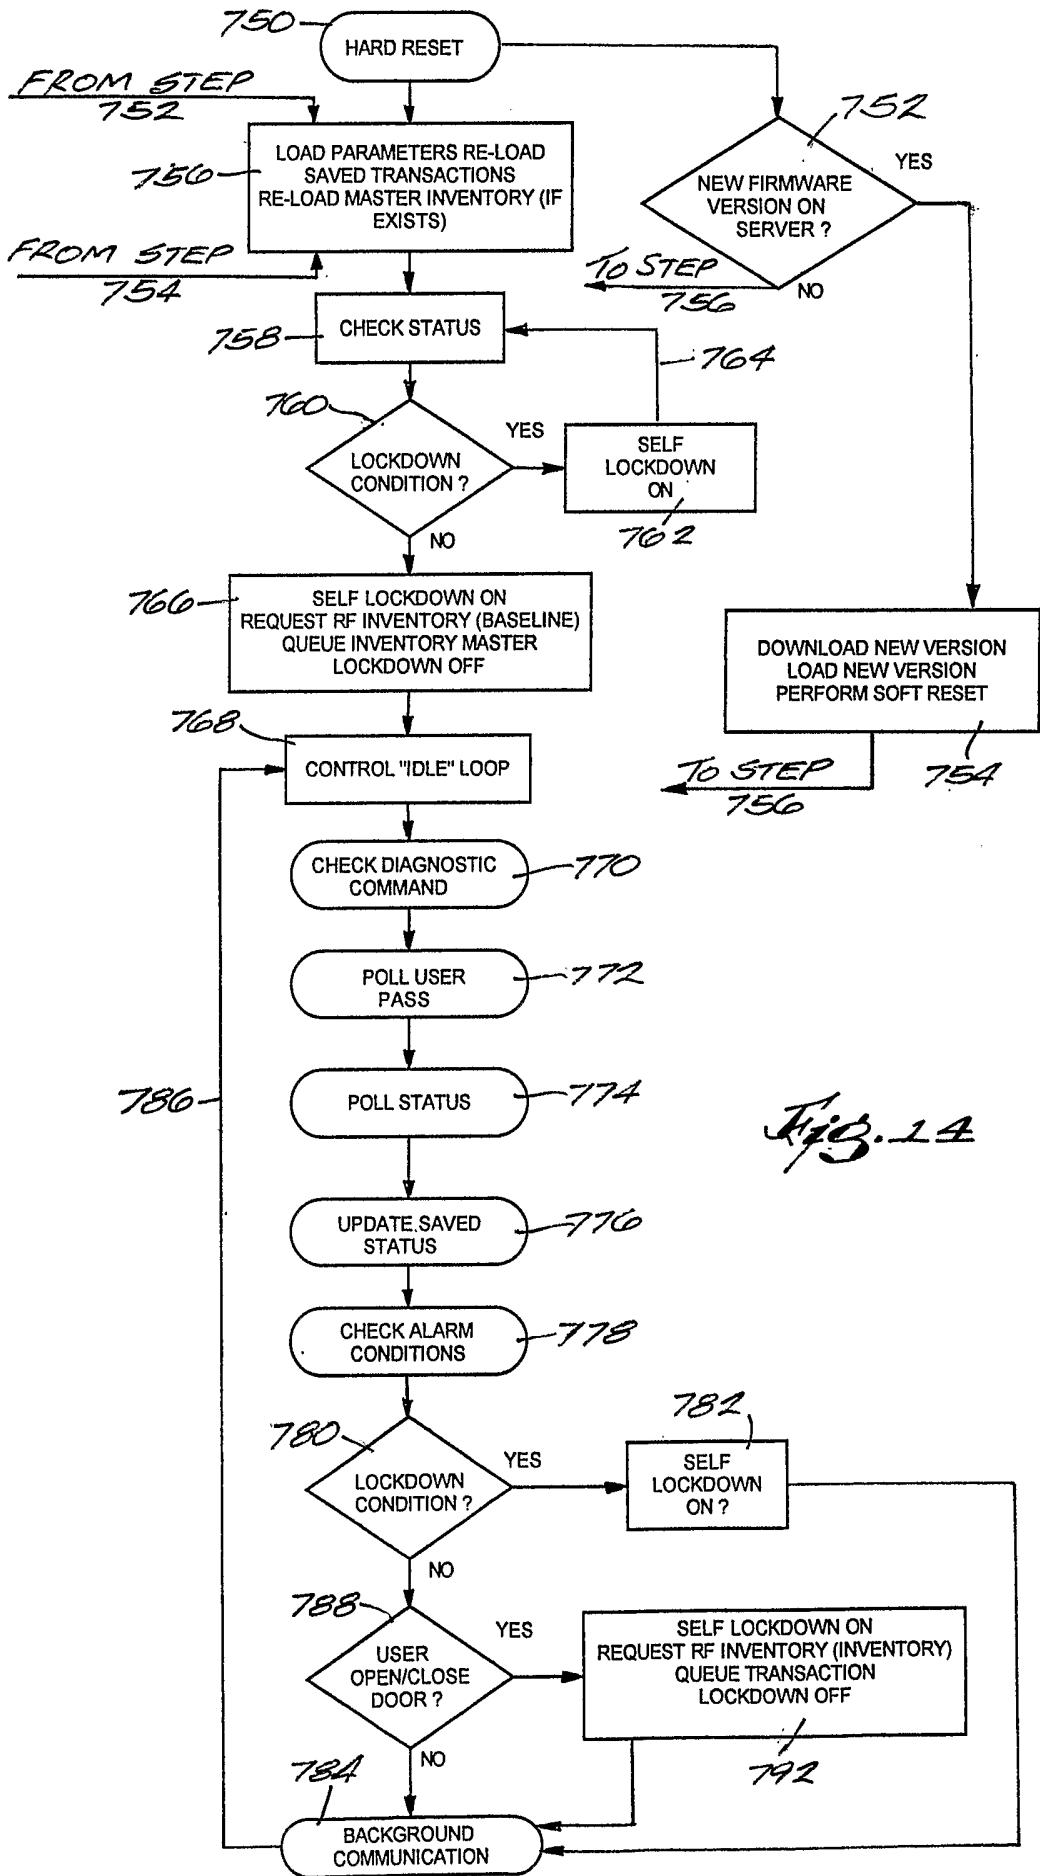 750
HARD RESET
FROM STEP
752
752
756
LOAD PARAMETERS RE-LOAD
SAVED TRANSACTIONS
RE-LOAD MASTER INVENTORY (IF
EXISTS)
YES
NEW FIRMWARE
VERSION ON
SERVER ?
FROM STEP
754
TO STEP
756
NO
758
CHECK STATUS
764
760
LOCKDOWN
CONDITION ?
YES
SELF
LOCKDOWN
ON
762
NO
766
SELF LOCKDOWN ON
REQUEST RF INVENTORY (BASELINE)
QUEUE INVENTORY MASTER
LOCKDOWN OFF
DOWNLOAD NEW VERSION
LOAD NEW VERSION
PERFORM SOFT RESET
754
TO STEP
756
768
CONTROL "IDLE" LOOP
CHECK DIAGNOSTIC
COMMAND
770
POLL USER
PASS
772
POLL STATUS
774
786
Fig. 14
UPDATE SAVED
STATUS
776
CHECK ALARM
CONDITIONS
778
780
LOCKDOWN
CONDITION ?
YES
782
SELF
LOCKDOWN
ON ?
NO
788
USER
OPEN/CLOSE
DOOR ?
YES
SELF LOCKDOWN ON
REQUEST RF INVENTORY (INVENTORY)
QUEUE TRANSACTION
LOCKDOWN OFF
792
NO
784
BACKGROUND
COMMUNICATION